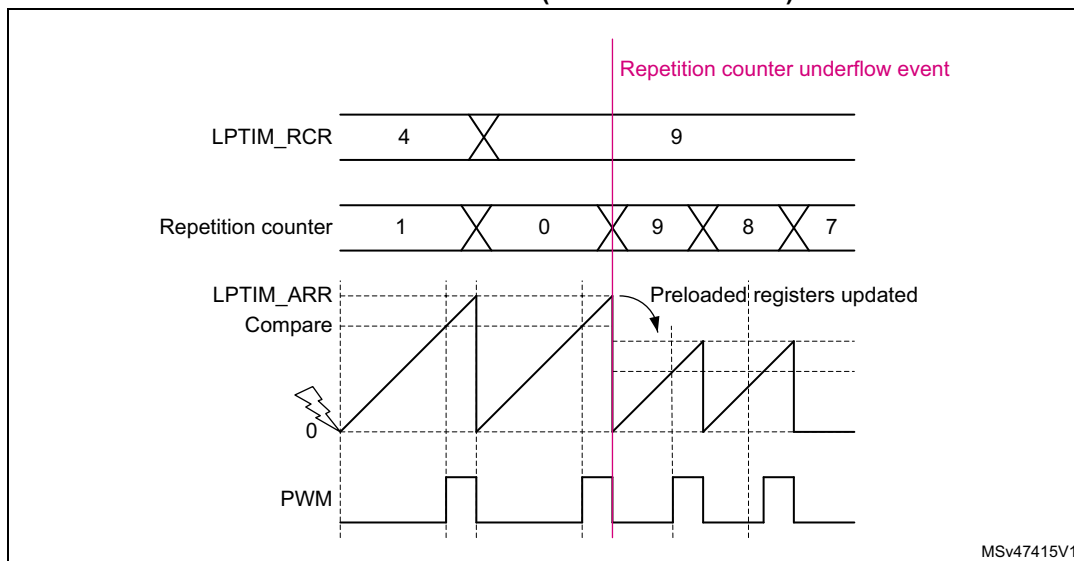 Repetition counter underflow event
LPTIM_RCR 4 9
Repetition counter 1 0 9 8 7
LPTIM_ARR
Preloaded registers updated
Compare
0
PWM
MSv47415V1